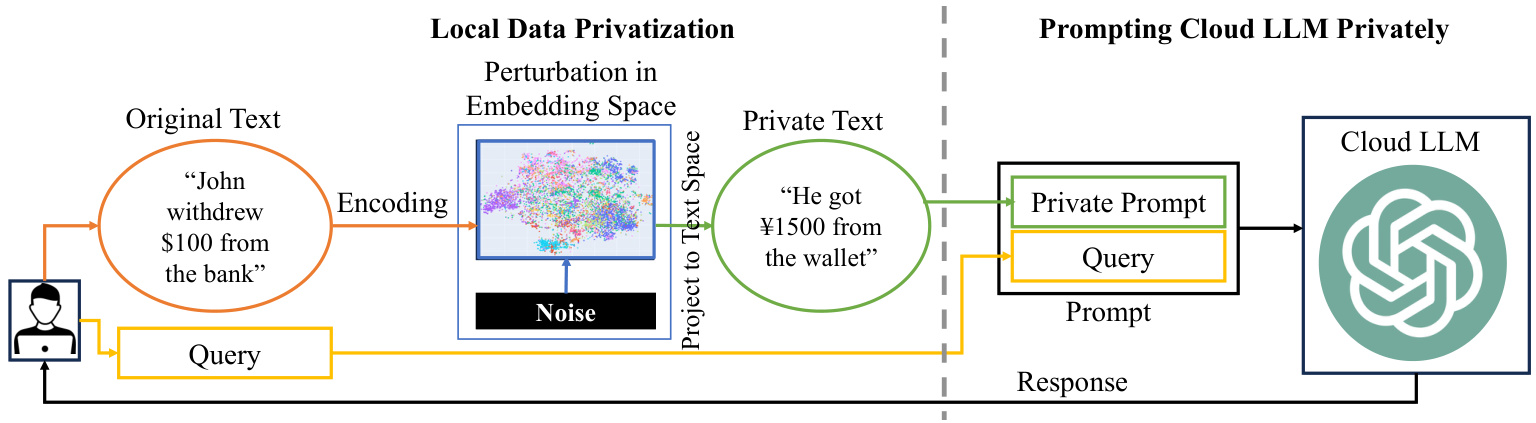 Local Data Privatization
Prompting Cloud LLM Privately
Perturbation in
Embedding Space
Original Text
“John
withdrew
$100 from
the bank”
Encoding
Noise
Project to Text Space
Private Text
“He got
¥1500 from
the wallet”
Private Prompt
Query
Prompt
Cloud LLM
Query
Response